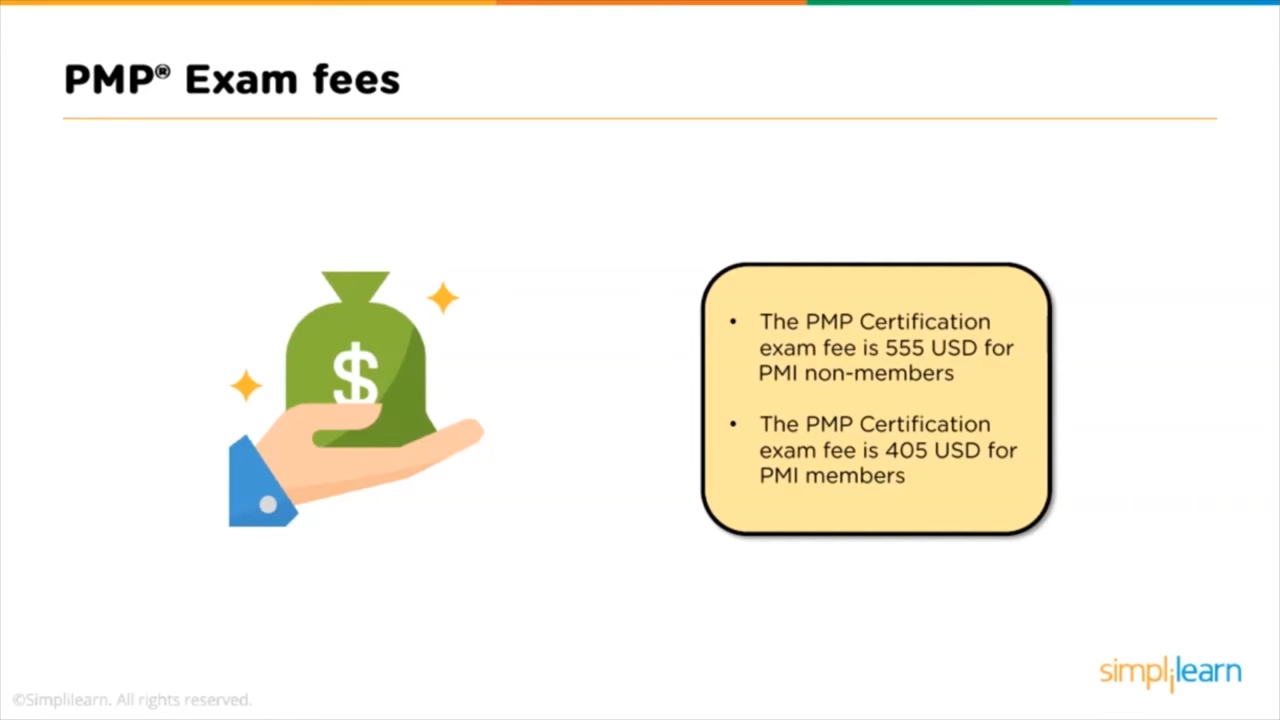 PMP® Exam fees
$
• The PMP Certification
exam fee is 555 USD for
PMI non-members
• The PMP Certification
exam fee is 405 USD for
PMI members
simplilearn
©Simplilearn. All rights reserved.